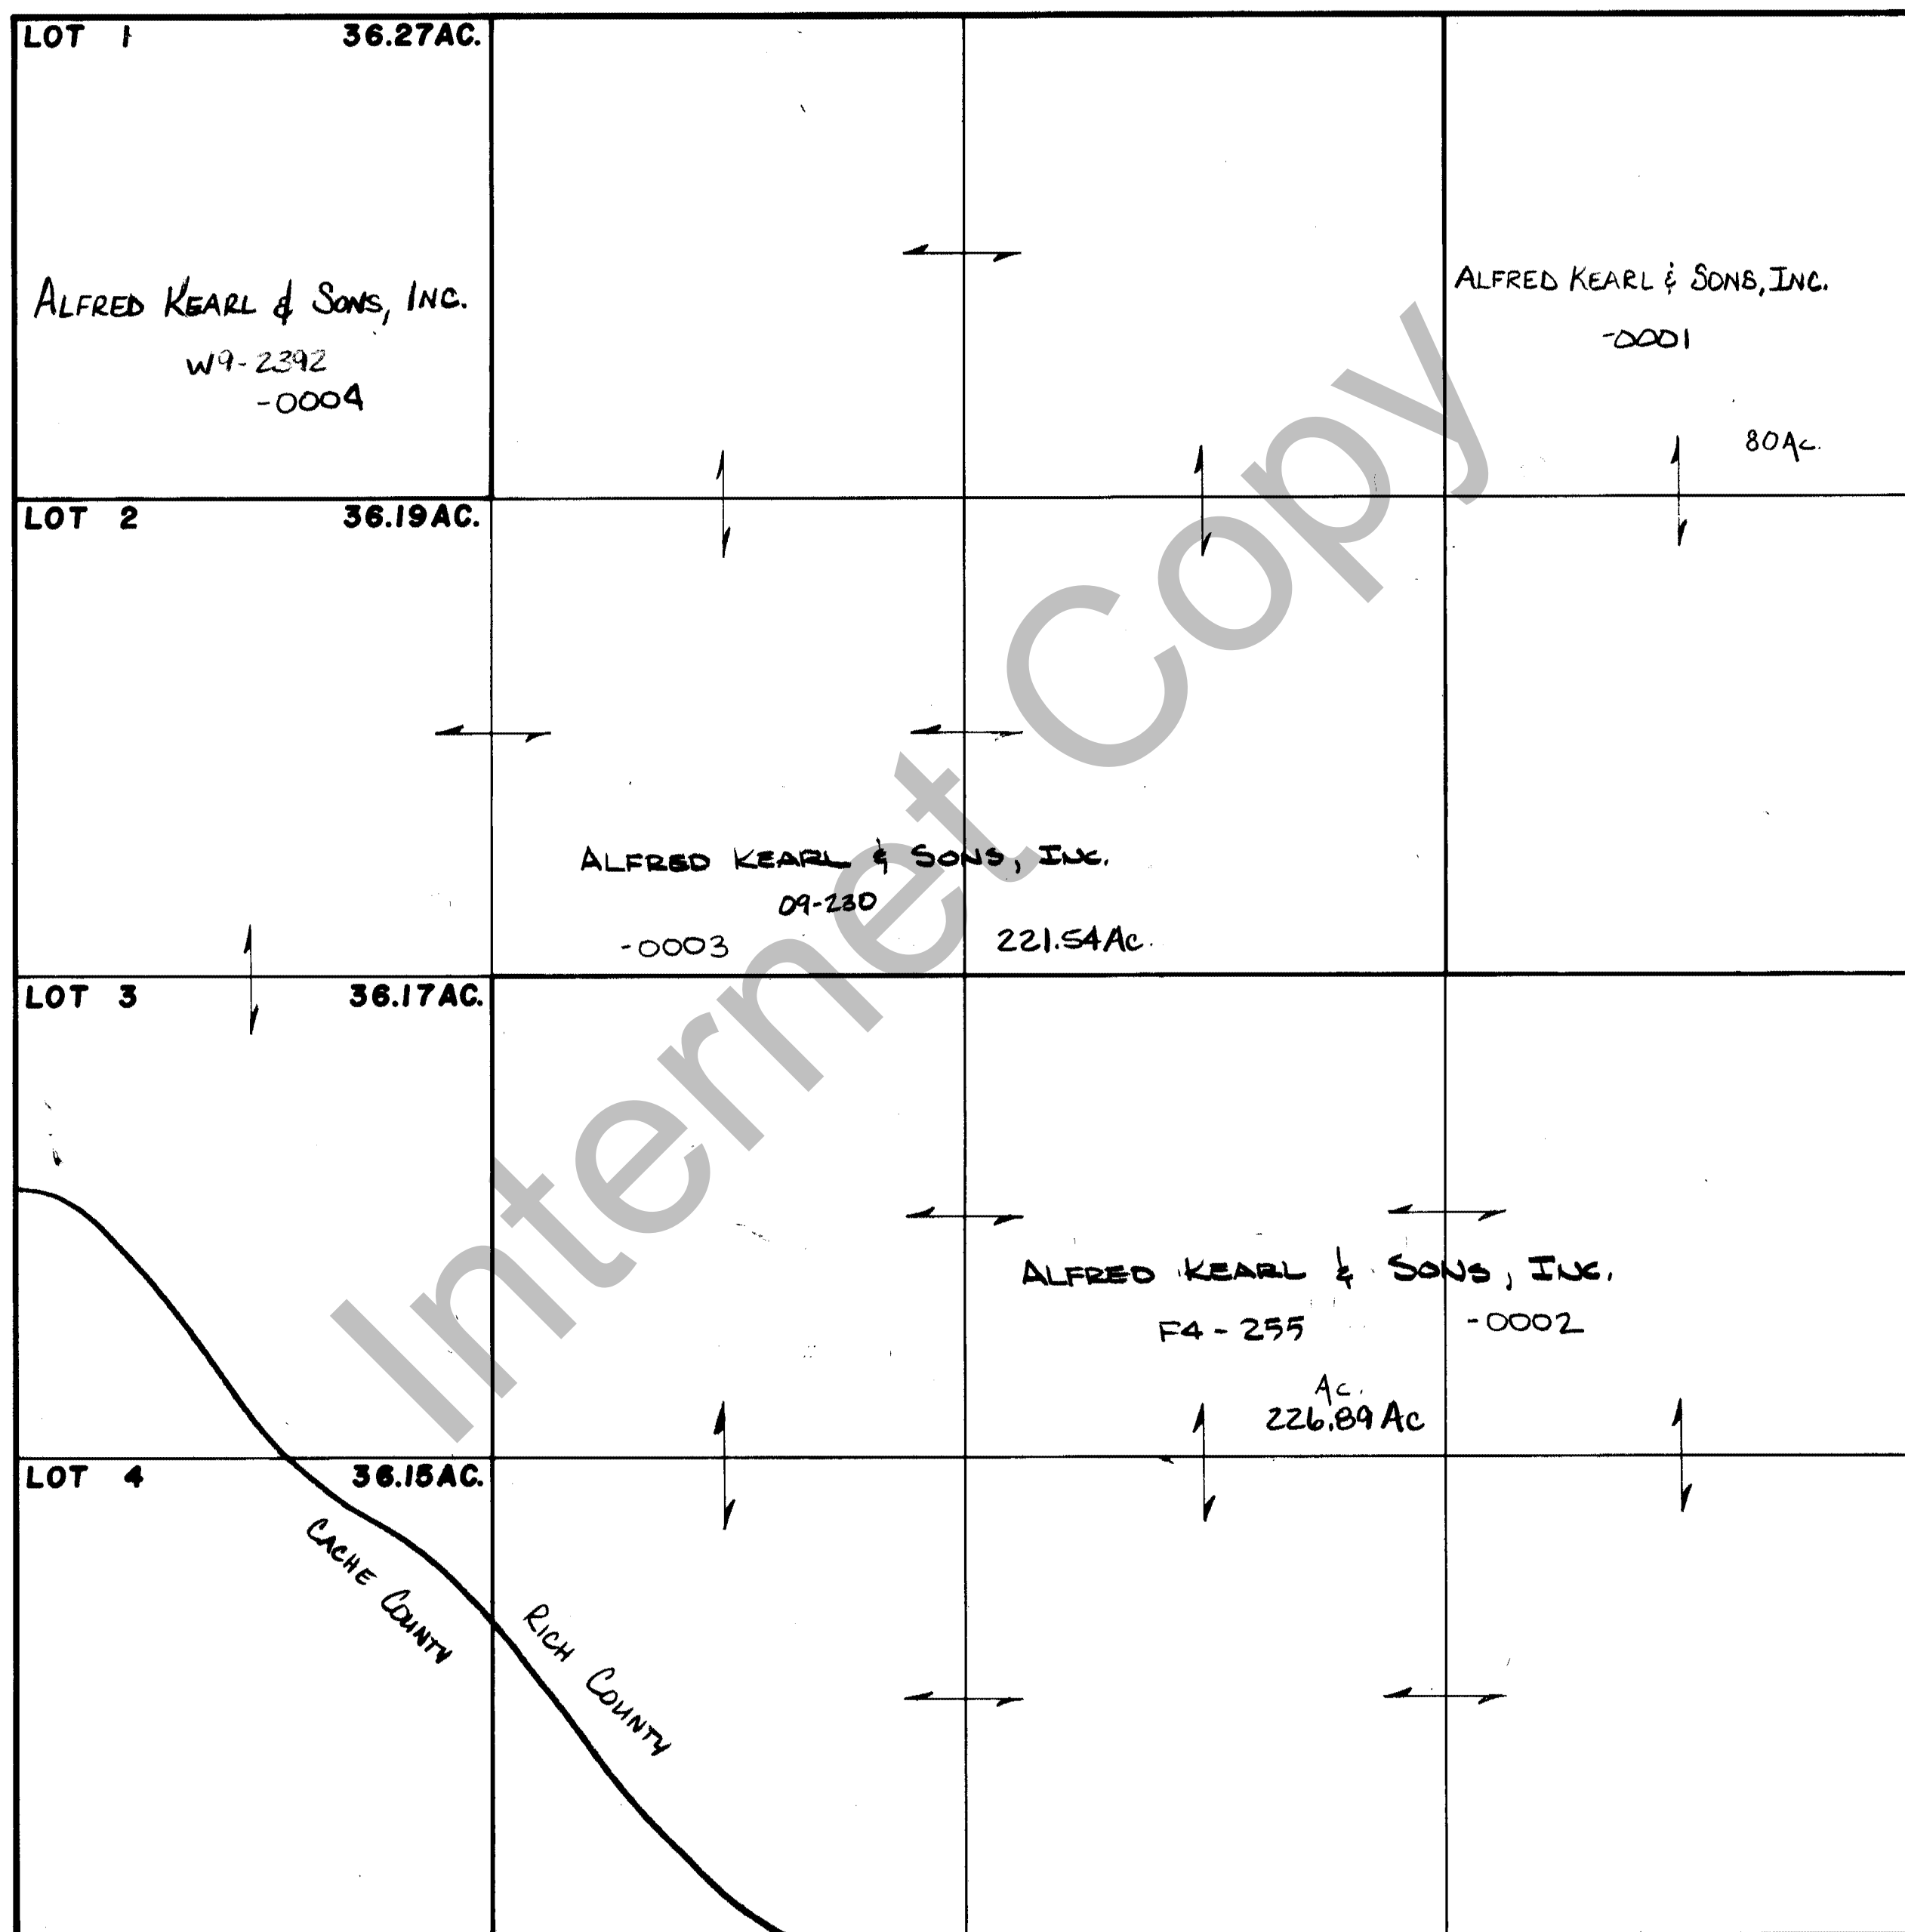 LOT 1 36.27AC.
ALFRED KEARL & SONS, INC.
W9-2392
-0004
ALFRED KEARL & SONS, INC.
-0001
80Ac.
LOT 2 36.19AC.
ALFRED KEARL & SONS, INC.
09-230
-0003 221.54Ac.
LOT 3 36.17AC.
ALFRED KEARL & SONS, INC.
F4-255 -0002
Ac.
226.89 Ac
LOT 4 36.15AC.
CACHE COUNTY
RICH COUNTY
Internet Copy